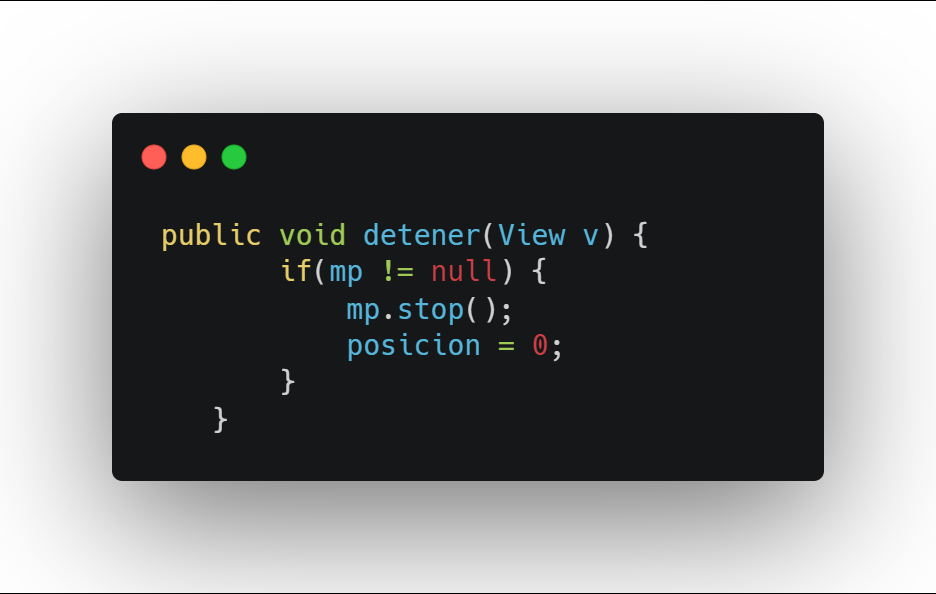 public void detener(View v) {
        if(mp != null) {
            mp.stop();
            posicion = 0;
        }
    }